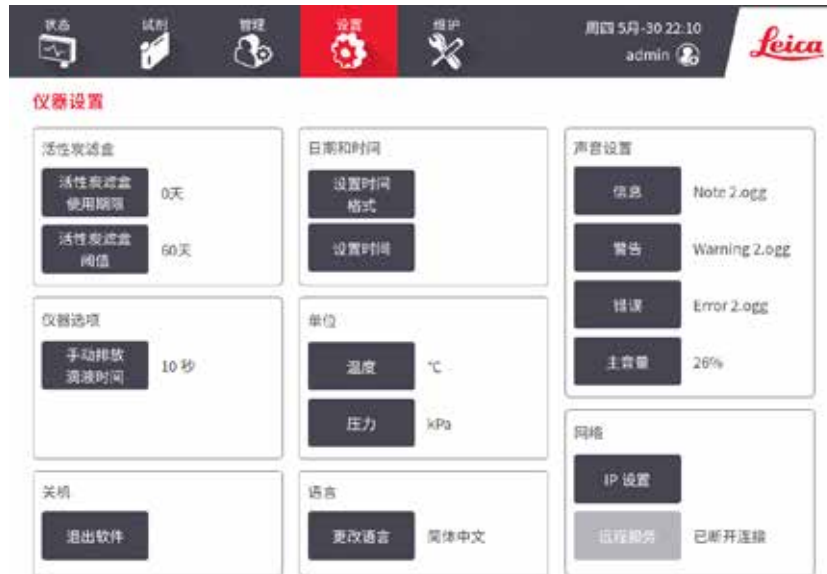 状态
试剂
管理
设置
维护
周四 5月-30 22:10
admin
Leica
仪器设置
活性炭滤盒
活性炭滤盒
使用期限
0天
活性炭滤盒
阈值
60天
日期和时间
设置时间
格式
设置时间
声音设置
信息
Note 2.ogg
警告
Warning 2.ogg
错误
Error 2.ogg
主音量
26%
仪器选项
手动排放
滴液时间
10 秒
单位
温度
℃
压力
kPa
网络
IP 设置
远程服务
已断开连接
关机
退出软件
语言
更改语言
简体中文